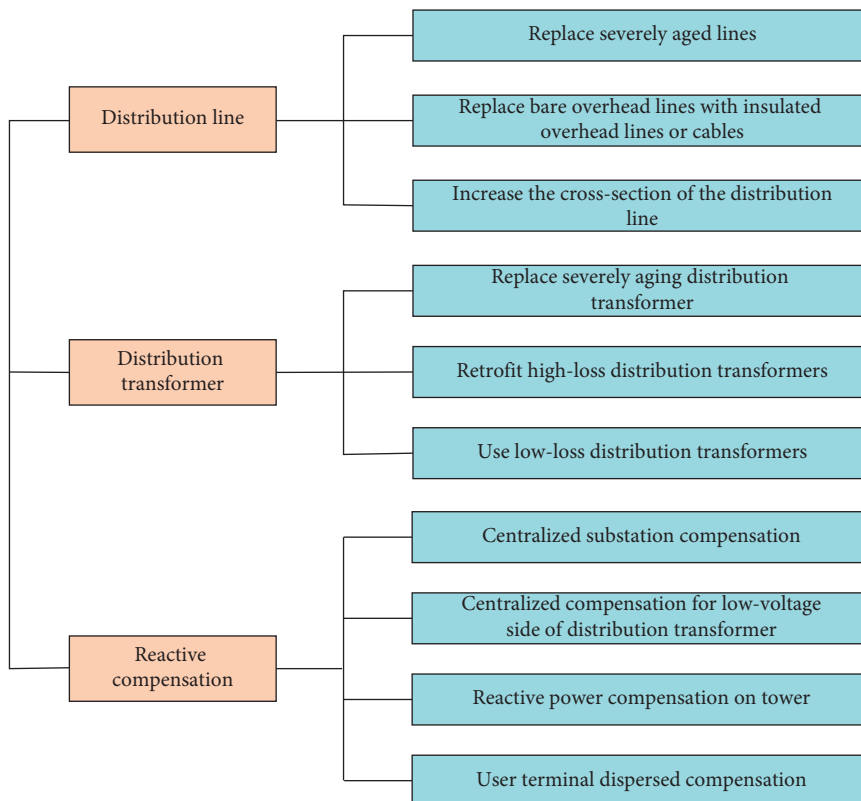 Distribution line
Replace severely aged lines
Replace bare overhead lines with insulated
overhead lines or cables
Increase the cross-section of the distribution
line
Distribution
transformer
Replace severely aging distribution
transformer
Retrofit high-loss distribution transformers
Use low-loss distribution transformers
Reactive
compensation
Centralized substation compensation
Centralized compensation for low-voltage
side of distribution transformer
Reactive power compensation on tower
User terminal dispersed compensation